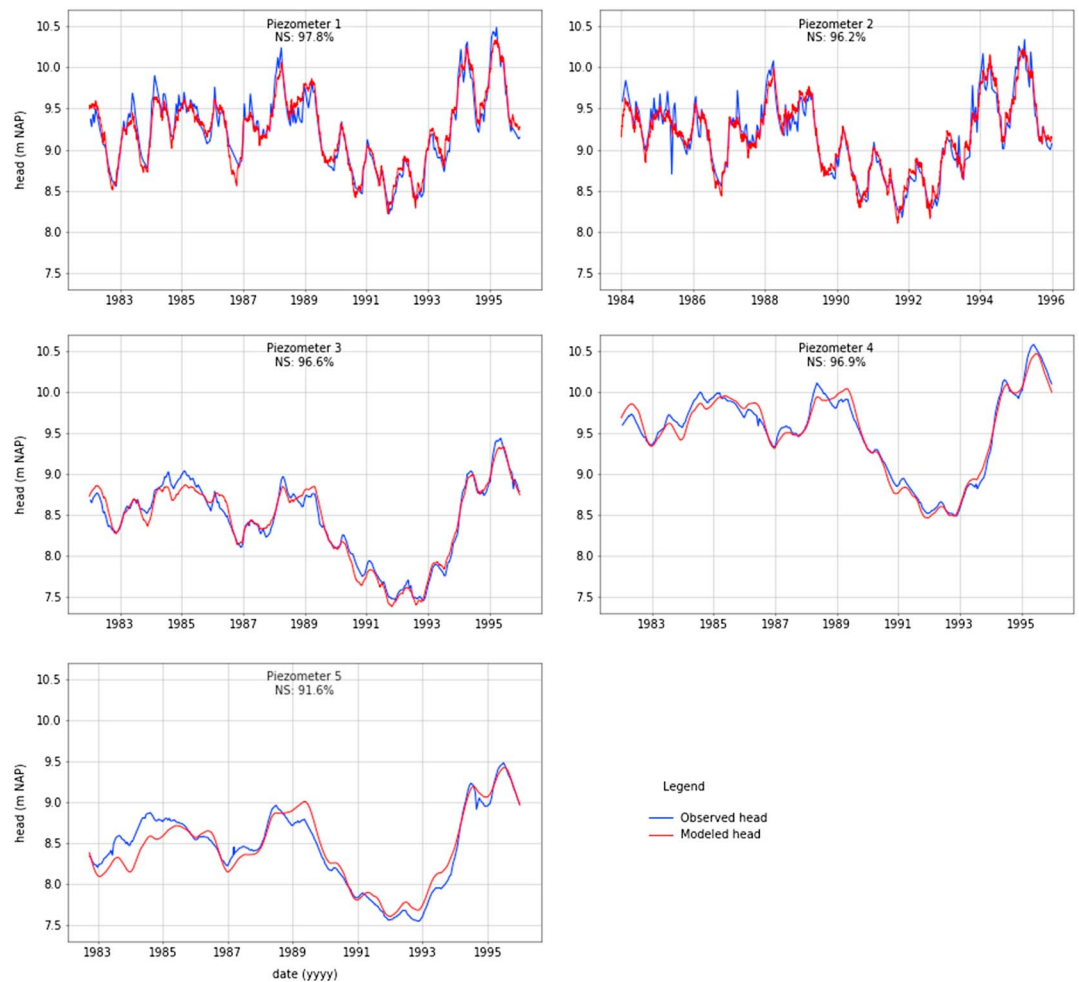 Piezometer 1
NS: 97.8%
head (m NAP)
10.5
10.0
9.5
9.0
8.5
8.0
7.5
1983 1985 1987 1989 1991 1993 1995
Piezometer 2
NS: 96.2%
10.5
10.0
9.5
9.0
8.5
8.0
7.5
1984 1986 1988 1990 1992 1994 1996
Piezometer 3
NS: 96.6%
head (m NAP)
10.5
10.0
9.5
9.0
8.5
8.0
7.5
1983 1985 1987 1989 1991 1993 1995
Piezometer 4
NS: 96.9%
10.5
10.0
9.5
9.0
8.5
8.0
7.5
1983 1985 1987 1989 1991 1993 1995
Piezometer 5
NS: 91.6%
head (m NAP)
10.5
10.0
9.5
9.0
8.5
8.0
7.5
1983 1985 1987 1989 1991 1993 1995
date (yyyy)
Legend
Observed head
Modeled head